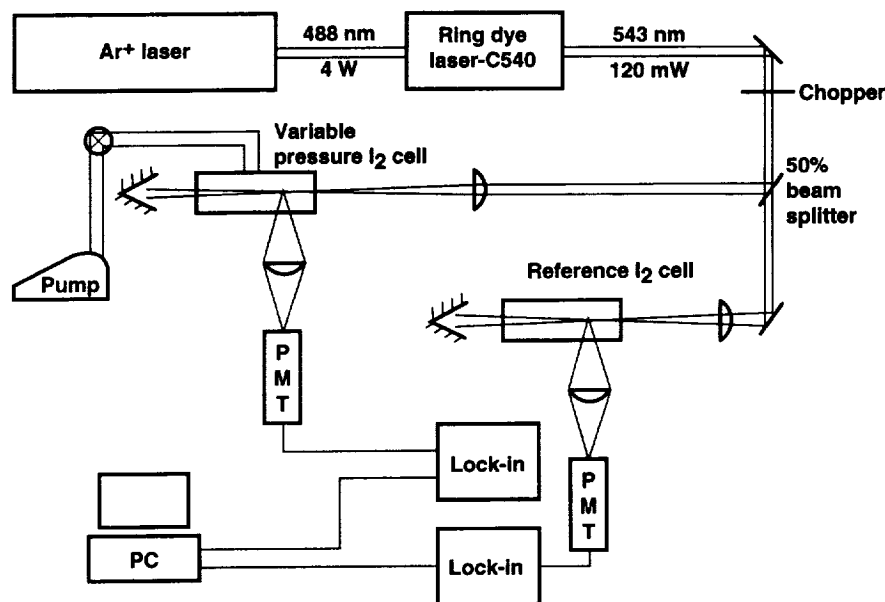 Ar+ laser
488 nm
4 W
Ring dye
laser-C540
543 nm
120 mW
Chopper
Variable
pressure I2 cell
50%
beam
splitter
Pump
Reference I2 cell
P
M
T
Lock-in
P
M
T
PC
Lock-in